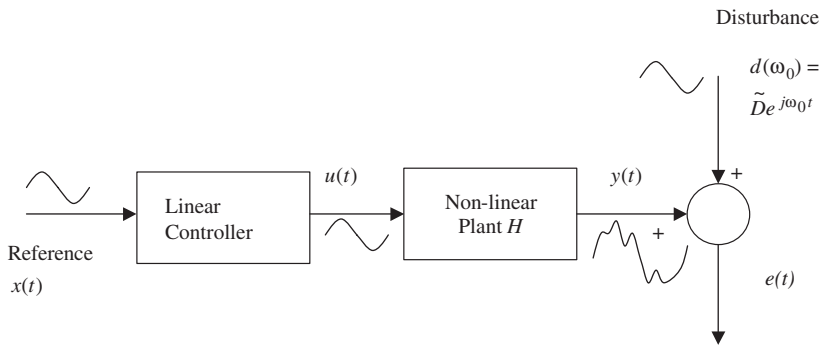 Disturbance
d(ω₀) =
D̃e^{jω₀t}
+
u(t)
y(t)
Linear
Controller
Non-linear
Plant H
+
Reference
x(t)
e(t)